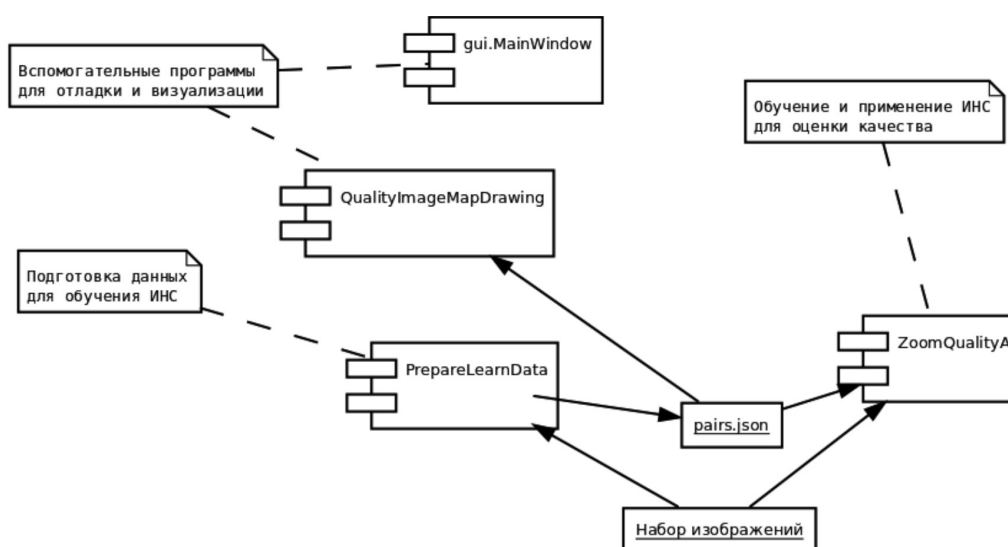 gui.MainWindow
Вспомогательные программы
для отладки и визуализации
Обучение и применение ИНС
для оценки качества
QualityImageMapDrawing
Подготовка данных
для обучения ИНС
ZoomQualityA
PrepareLearnData
pairs.json
Набор изображений